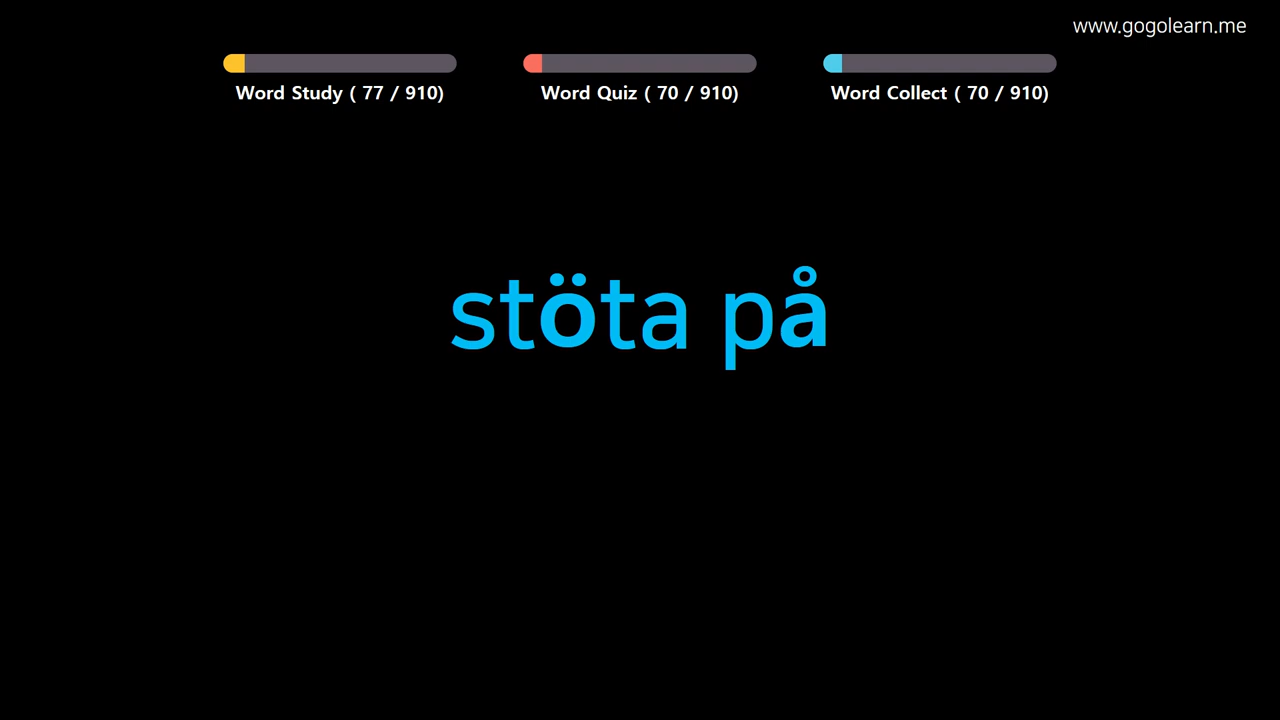 www.gogolearn.me
Word Study ( 77 / 910)
Word Quiz ( 70 / 910)
Word Collect ( 70 / 910)
stöta på